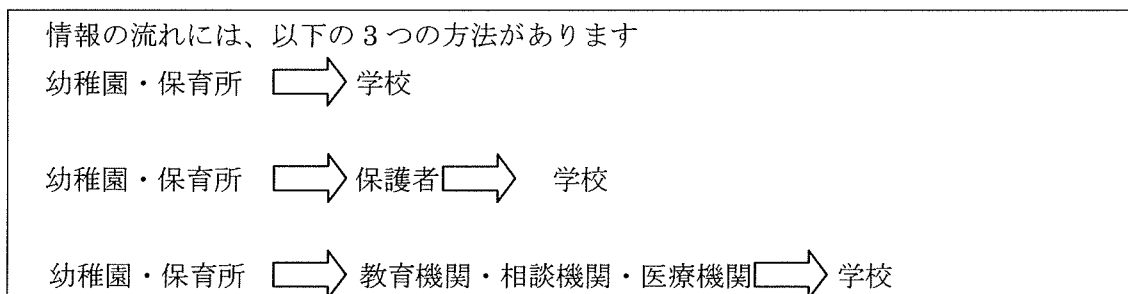 情報の流れには、以下の3つの方法があります
幼稚園・保育所 学校
幼稚園・保育所 保護者 学校
幼稚園・保育所 教育機関・相談機関・医療機関 学校